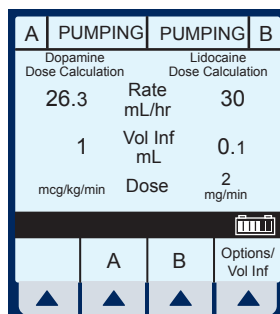 A PUMPING PUMPING B
Dopamine Lidocaine
Dose Calculation Dose Calculation
26.3 Rate mL/hr 30
1 Vol Inf mL 0.1
mcg/kg/min Dose 2 mg/min
A B Options/
Vol Inf